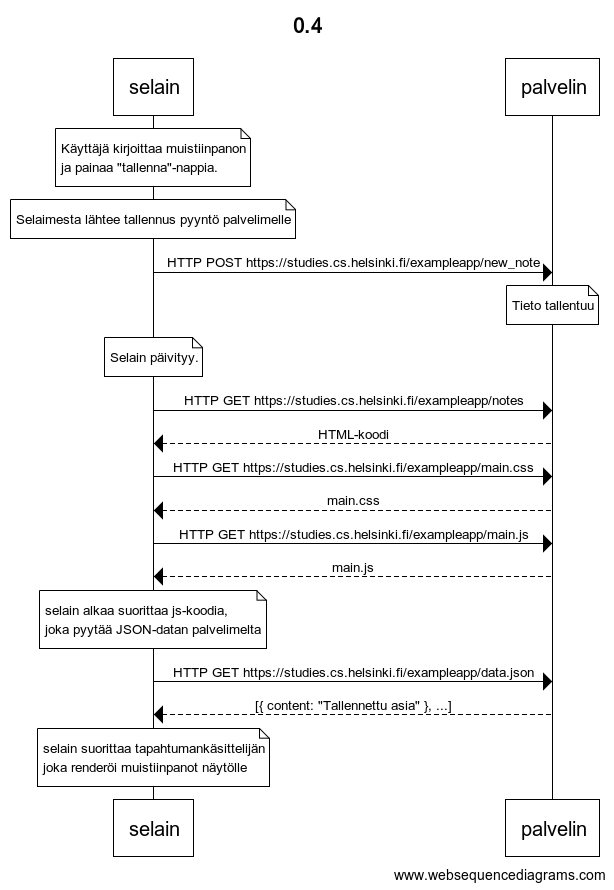 0.4
selain
palvelin
Käyttäjä kirjoittaa muistiinpanon
ja painaa "tallenna"-nappia.
Selaimesta lähtee tallennus pyyntö palvelimelle
HTTP POST https://studies.cs.helsinki.fi/exampleapp/new_note
Tieto tallentuu
Selain päivityy.
HTTP GET https://studies.cs.helsinki.fi/exampleapp/notes
HTML-koodi
HTTP GET https://studies.cs.helsinki.fi/exampleapp/main.css
main.css
HTTP GET https://studies.cs.helsinki.fi/exampleapp/main.js
main.js
selain alkaa suorittaa js-koodia,
joka pyytää JSON-datan palvelimelta
HTTP GET https://studies.cs.helsinki.fi/exampleapp/data.json
[{ content: "Tallennettu asia" }, ...]
selain suorittaa tapahtumankäsittelijän
joka renderöi muistiinpanot näytölle
selain
palvelin
www.websequencediagrams.com